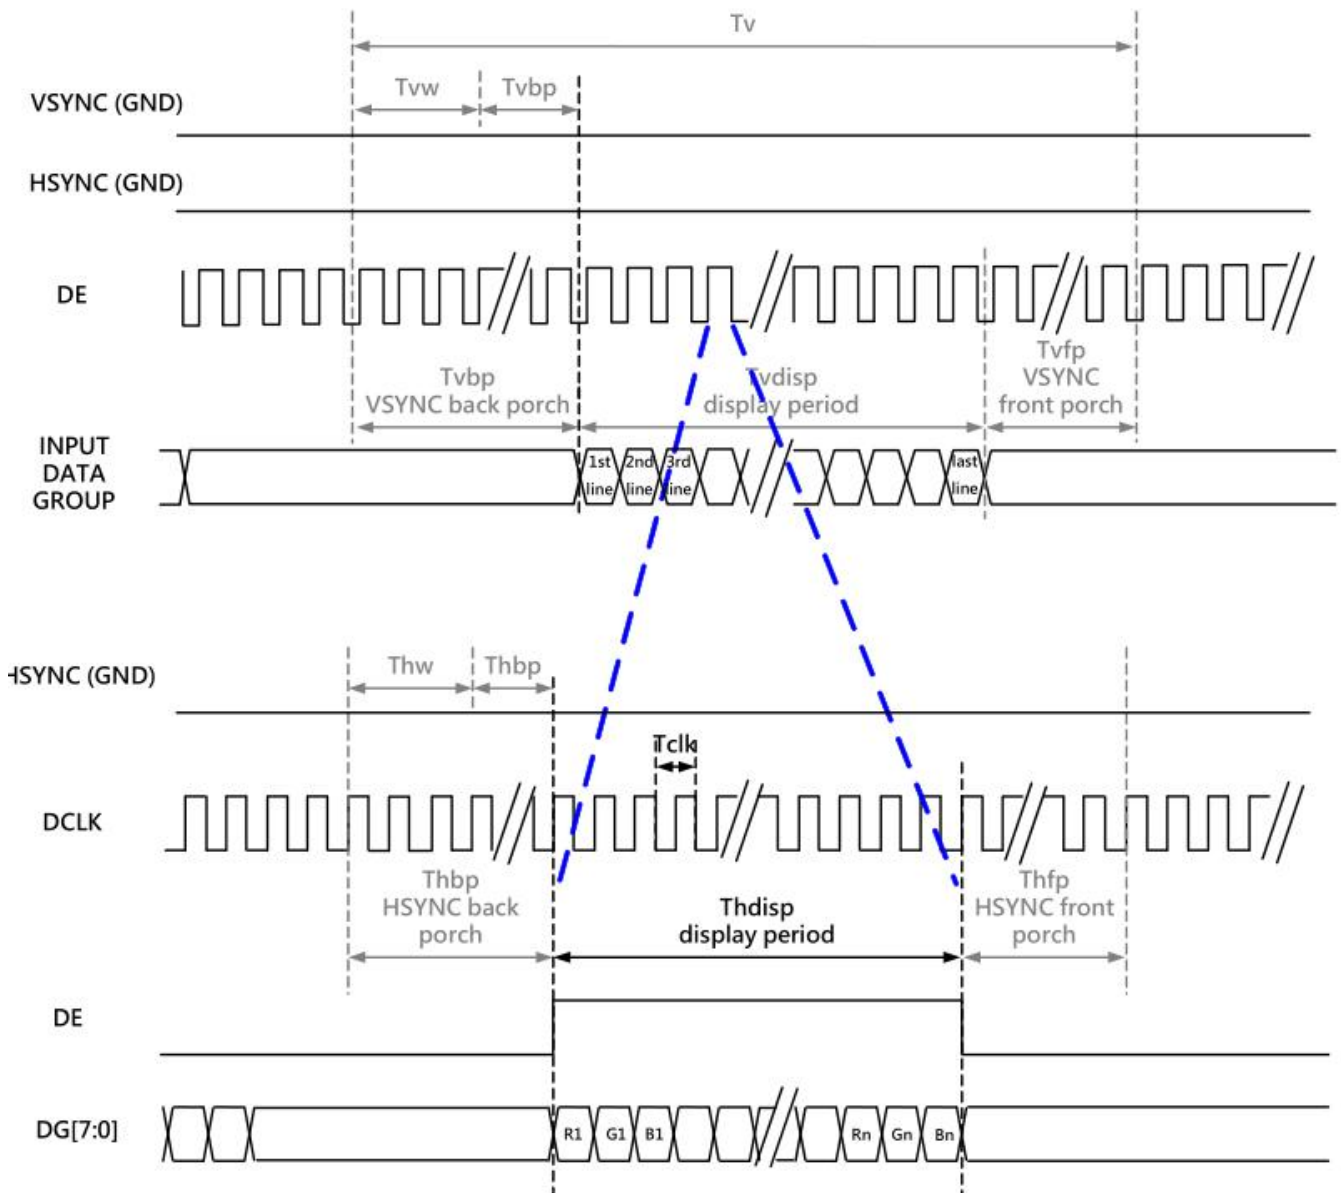 Tv
Tvw
Tvbp
VSYNC (GND)
HSYNC (GND)
DE
Tvbp
VSYNC back porch
Tvdisp
display period
Tvfp
VSYNC
front porch
INPUT
DATA
GROUP
1st
line
2nd
line
3rd
line
last
line
Thw
Thbp
HSYNC (GND)
Tclk
DCLK
Thbp
HSYNC back
porch
Thdisp
display period
Thfp
HSYNC front
porch
DE
DG[7:0]
R1
G1
B1
Rn
Gn
Bn